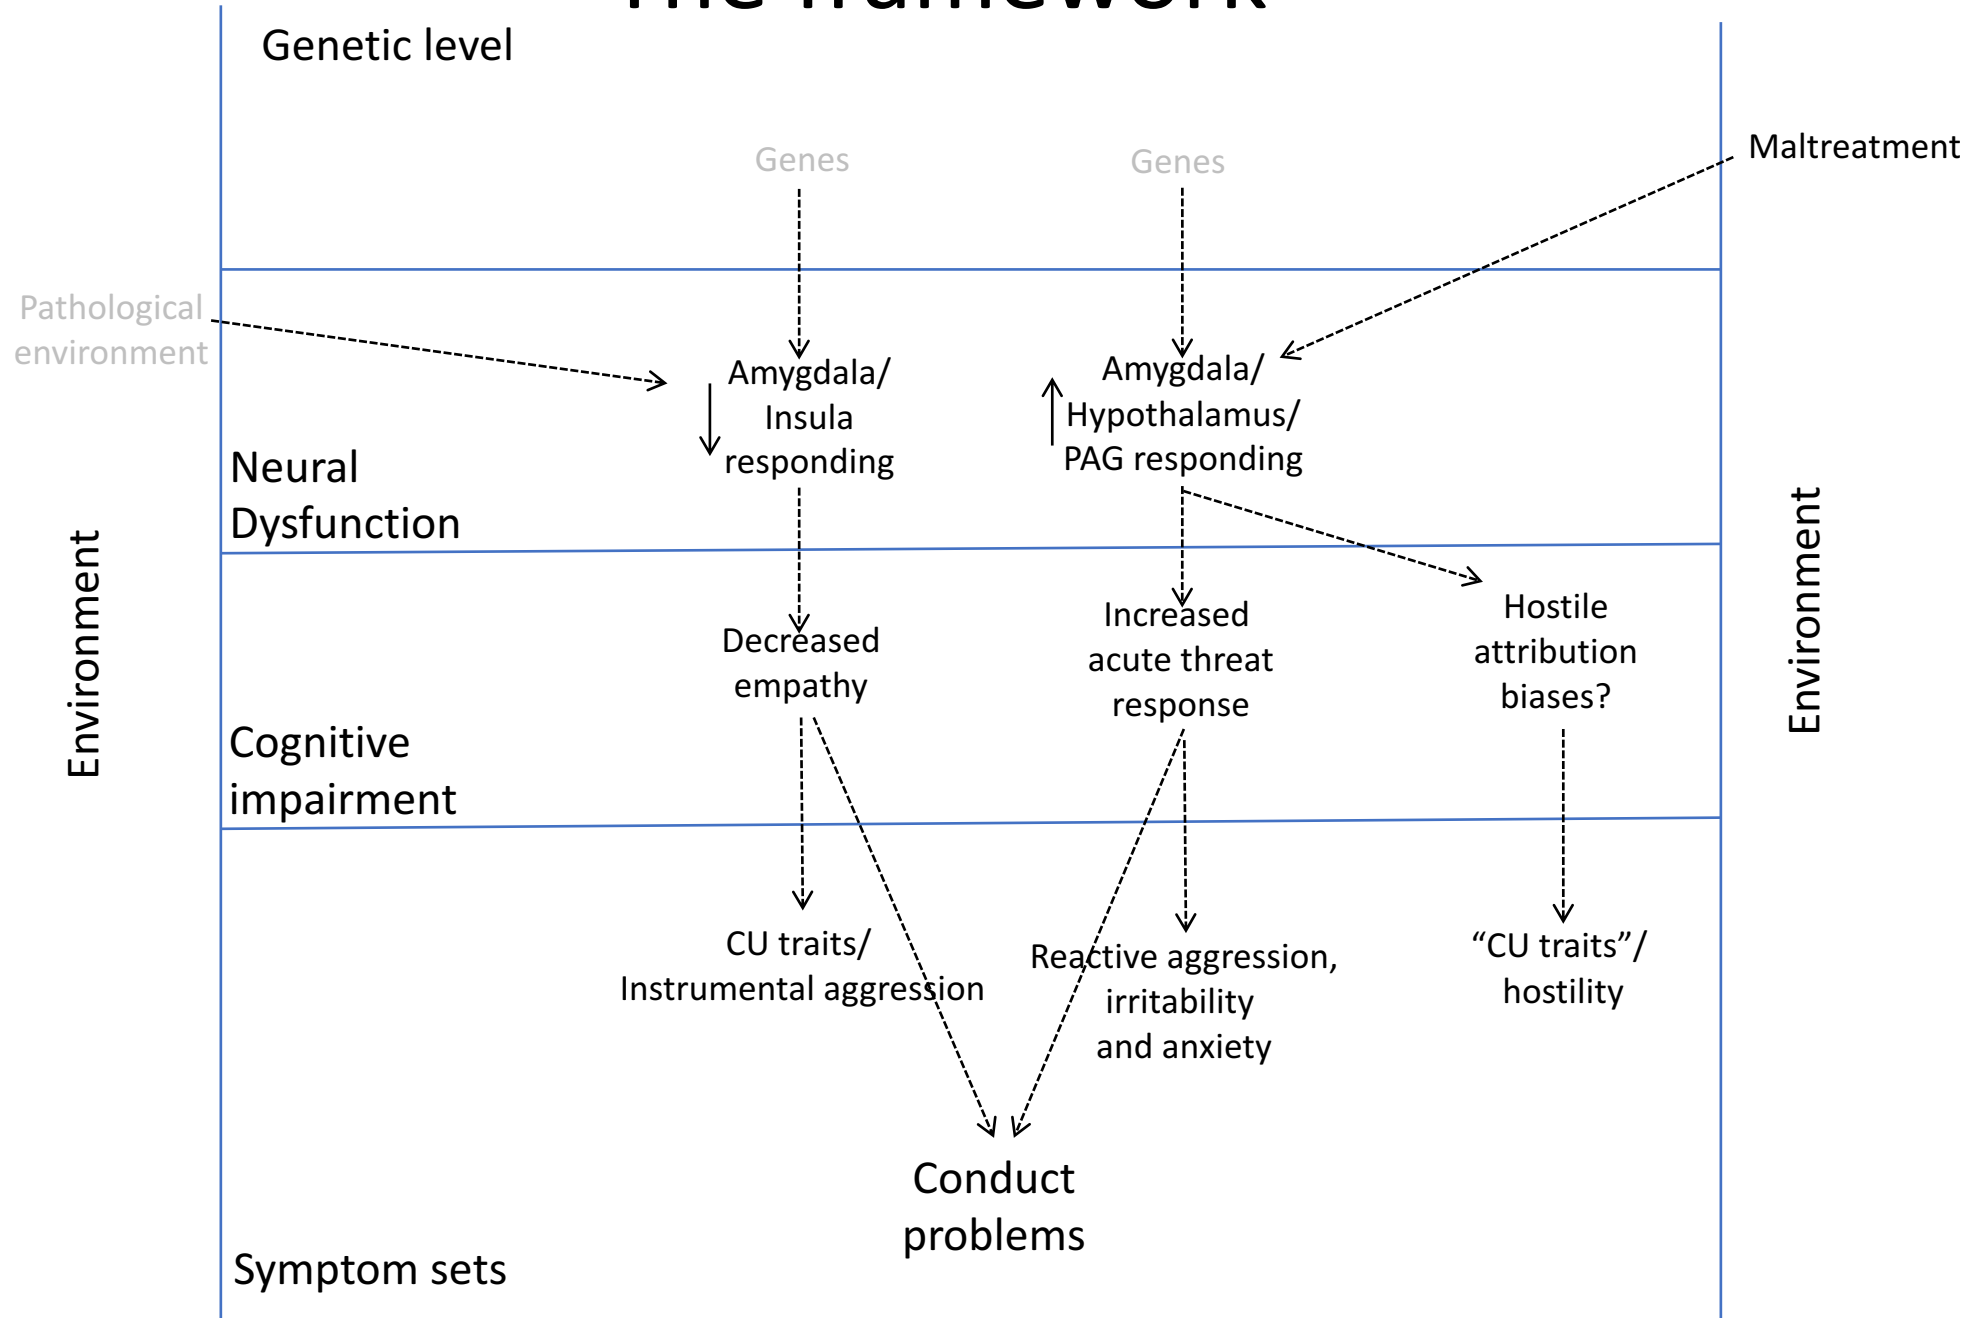 The framework
Genetic level
Genes
Genes
Maltreatment
Pathological
environment
Amygdala/
Insula
responding
Amygdala/
Hypothalamus/
PAG responding
Neural
Dysfunction
Environment
Environment
Decreased
empathy
Increased
acute threat
response
Hostile
attribution
biases?
Cognitive
impairment
CU traits/
Instrumental aggression
Reactive aggression,
irritability
and anxiety
“CU traits”/
hostility
Conduct
problems
Symptom sets